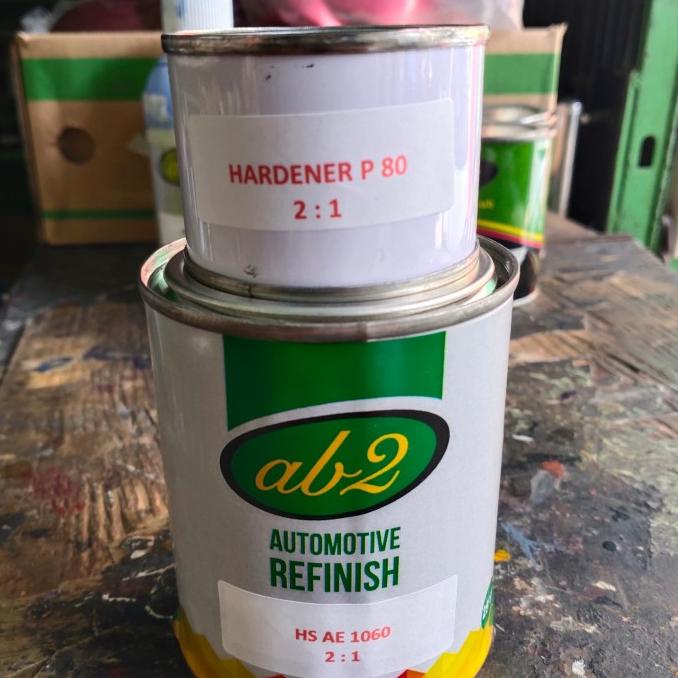 HARDENER P 80
2 : 1
ab2
AUTOMOTIVE
REFINISH
HS AE 1060
2 : 1